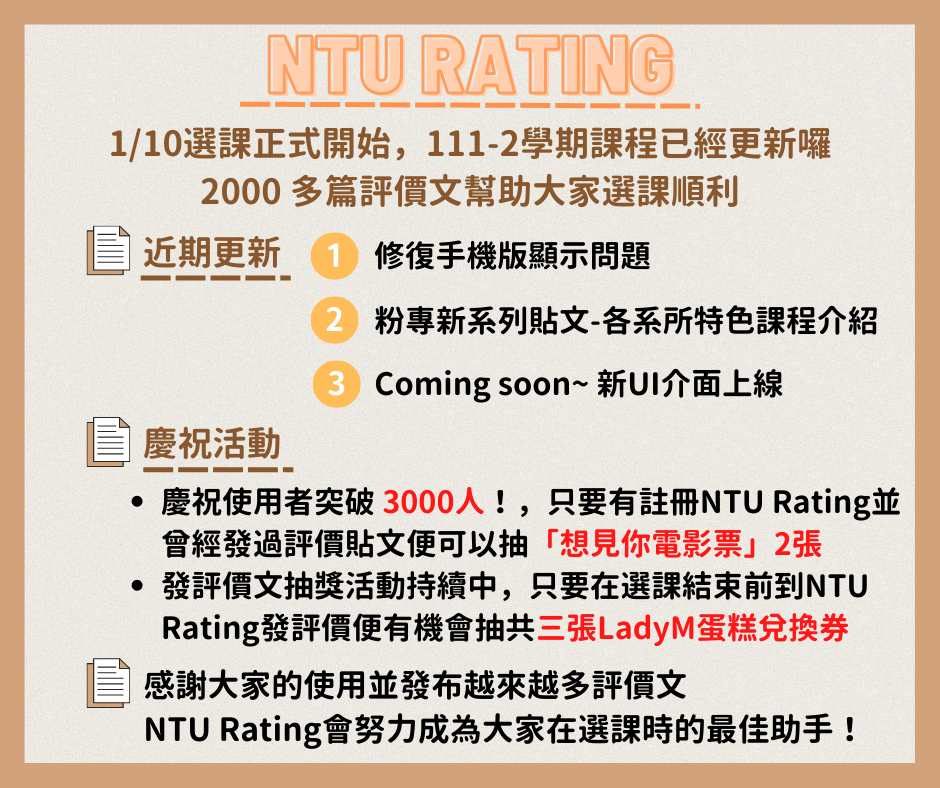 NTU RATING
1/10選課正式開始，111-2學期課程已經更新囉
2000 多篇評價文幫助大家選課順利
近期更新
1 修復手機版顯示問題
2 粉專新系列貼文-各系所特色課程介紹
3 Coming soon~ 新UI介面上線
慶祝活動
• 慶祝使用者突破 3000人！，只要有註冊NTU Rating並
曾經發過評價貼文便可以抽「想見你電影票」2張
• 發評價文抽獎活動持續中，只要在選課結束前到NTU
Rating發評價便有機會抽共三張LadyM蛋糕兌換券
感謝大家的使用並發布越來越多評價文
NTU Rating會努力成為大家在選課時的最佳助手！